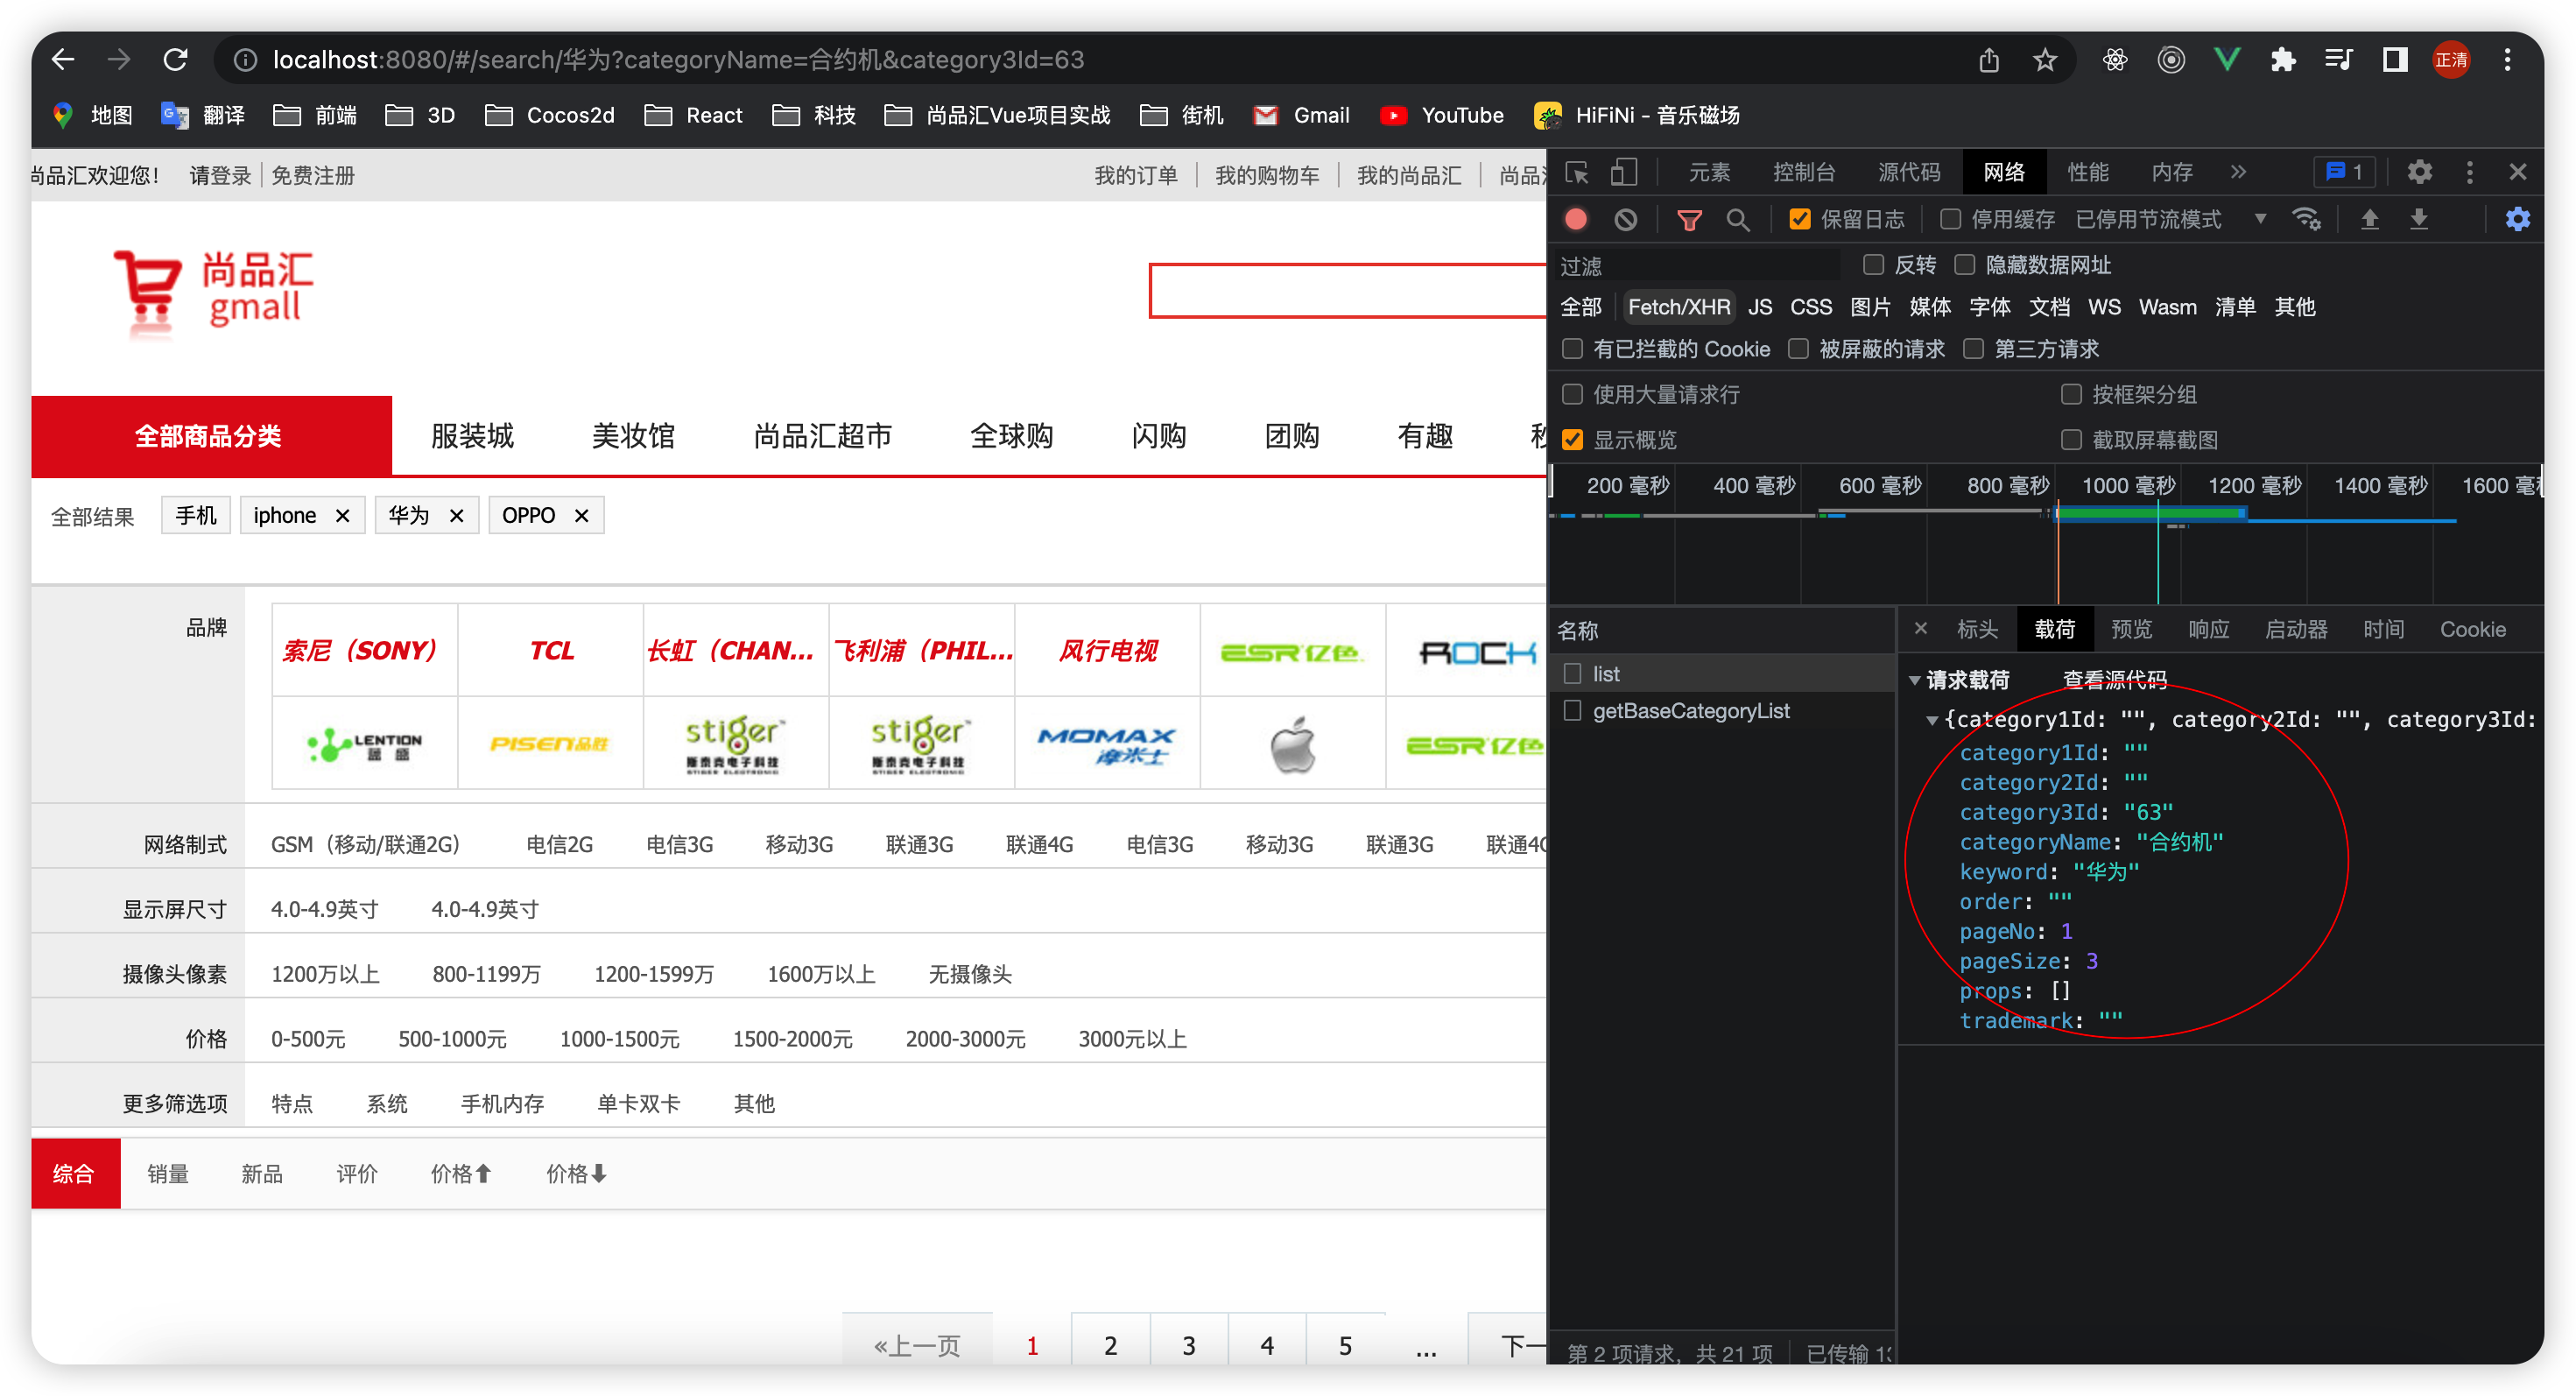 localhost:8080/#/search/华为?categoryName=合约机&category3Id=63
正清
地图 翻译 前端 3D Cocos2d React 科技 尚品汇Vue项目实战 街机 Gmail YouTube HiFiNi - 音乐磁场
尚品汇欢迎您! 请登录 免费注册 我的订单 我的购物车 我的尚品汇 尚品
尚品汇
gmall
全部商品分类 服装城 美妆馆 尚品汇超市 全球购 闪购 团购 有趣 秒
全部结果 手机 iphone × 华为 × OPPO ×
品牌
索尼（SONY） TCL 长虹（CHAN... 飞利浦（PHIL... 风行电视 ESR亿色 ROCK
LENTION 蓝盛 PISEN品胜 stiger 斯泰克电子科技 STIGER ELECTRONIC stiger 斯泰克电子科技 STIGER ELECTRONIC MOMAX 摩米士 ESR亿色
网络制式 GSM（移动/联通2G） 电信2G 电信3G 移动3G 联通3G 联通4G 电信3G 移动3G 联通3G 联通4G
显示屏尺寸 4.0-4.9英寸 4.0-4.9英寸
摄像头像素 1200万以上 800-1199万 1200-1599万 1600万以上 无摄像头
价格 0-500元 500-1000元 1000-1500元 1500-2000元 2000-3000元 3000元以上
更多筛选项 特点 系统 手机内存 单卡双卡 其他
综合 销量 新品 评价 价格⬆ 价格⬇
«上一页 1 2 3 4 5 ... 下一
元素 控制台 源代码 网络 性能 内存 » 1
保留日志 停用缓存 已停用节流模式
过滤 反转 隐藏数据网址
全部 Fetch/XHR JS CSS 图片 媒体 字体 文档 WS Wasm 清单 其他
有已拦截的 Cookie 被屏蔽的请求 第三方请求
使用大量请求行 按框架分组
显示概览 截取屏幕截图
200 毫秒 400 毫秒 600 毫秒 800 毫秒 1000 毫秒 1200 毫秒 1400 毫秒 1600 毫秒
名称
list
getBaseCategoryList
× 标头 载荷 预览 响应 启动器 时间 Cookie
请求载荷 查看源代码
{category1Id: "", category2Id: "", category3Id:
category1Id: ""
category2Id: ""
category3Id: "63"
categoryName: "合约机"
keyword: "华为"
order: ""
pageNo: 1
pageSize: 3
props: []
trademark: ""
第 2 项请求，共 21 项 已传输 1